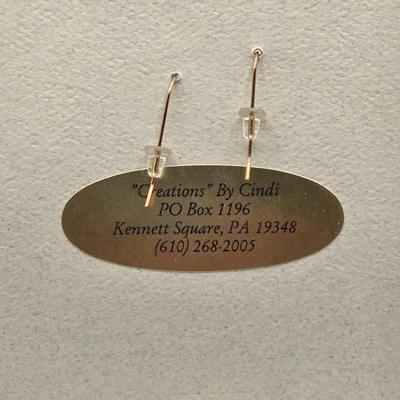 "Creations" By Cindi
PO Box 1196
Kennett Square, PA 19348
(610) 268-2005